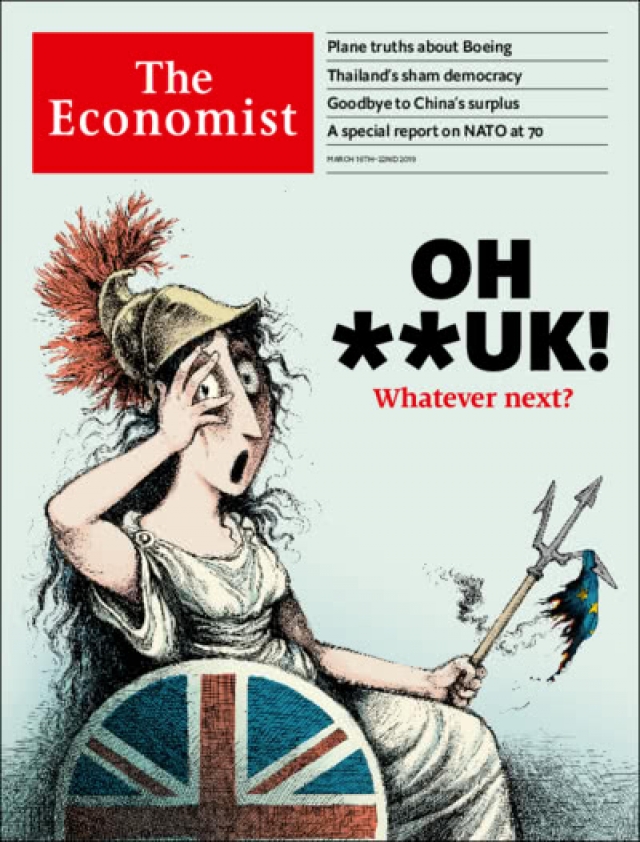 The
Economist
Plane truths about Boeing
Thailand's sham democracy
Goodbye to China's surplus
A special report on NATO at 70
MARCH 16TH–22ND 2019
OH
**UK!
Whatever next?